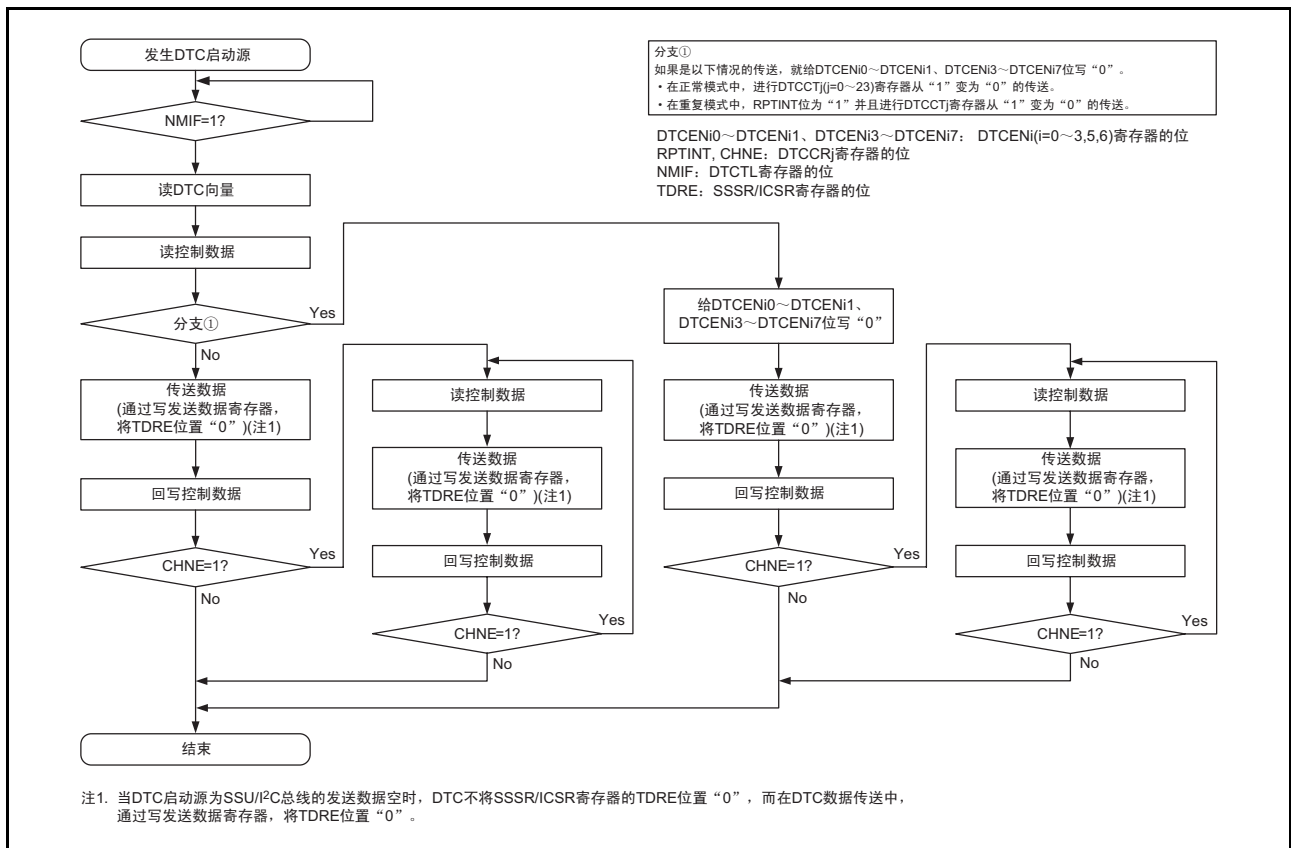 发生DTC启动源
NMIF=1?
读DTC向量
读控制数据
分支①
Yes
No
传送数据
(通过写发送数据寄存器，
将TDRE位置“0”)(注1)
回写控制数据
CHNE=1?
Yes
No
读控制数据
传送数据
(通过写发送数据寄存器，
将TDRE位置“0”)(注1)
回写控制数据
CHNE=1?
Yes
No
结束
分支①
如果是以下情况的传送，就给DTCENi0～DTCENi1、DTCENi3～DTCENi7位写“0”。
・在正常模式中，进行DTCCTj(j=0～23)寄存器从“1”变为“0”的传送。
・在重复模式中，RPTINT位为“1”并且进行DTCCTj寄存器从“1”变为“0”的传送。
DTCENi0～DTCENi1、DTCENi3～DTCENi7： DTCENi(i=0～3,5,6)寄存器的位
RPTINT, CHNE：DTCCRj寄存器的位
NMIF：DTCTL寄存器的位
TDRE：SSSR/ICSR寄存器的位
给DTCENi0～DTCENi1、
DTCENi3～DTCENi7位写“0”
传送数据
(通过写发送数据寄存器，
将TDRE位置“0”)(注1)
回写控制数据
CHNE=1?
Yes
No
读控制数据
传送数据
(通过写发送数据寄存器，
将TDRE位置“0”)(注1)
回写控制数据
CHNE=1?
Yes
No
注1. 当DTC启动源为SSU/I²C总线的发送数据空时，DTC不将SSSR/ICSR寄存器的TDRE位置“0”，而在DTC数据传送中，
通过写发送数据寄存器，将TDRE位置“0”。